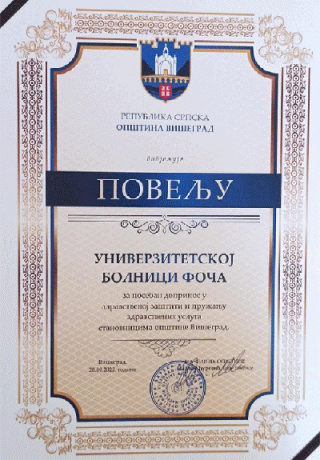 РЕПУБЛИКА СРПСКА
ОПШТИНА ВИШЕГРАД
додјељује
ПОВЕЉУ
УНИВЕРЗИТЕТСКОЈ
БОЛНИЦИ ФОЧА
за посебан допринос у
здравственој заштити и пружању
здравствених услуга
становницима општине Вишеград.
Вишеград,
године